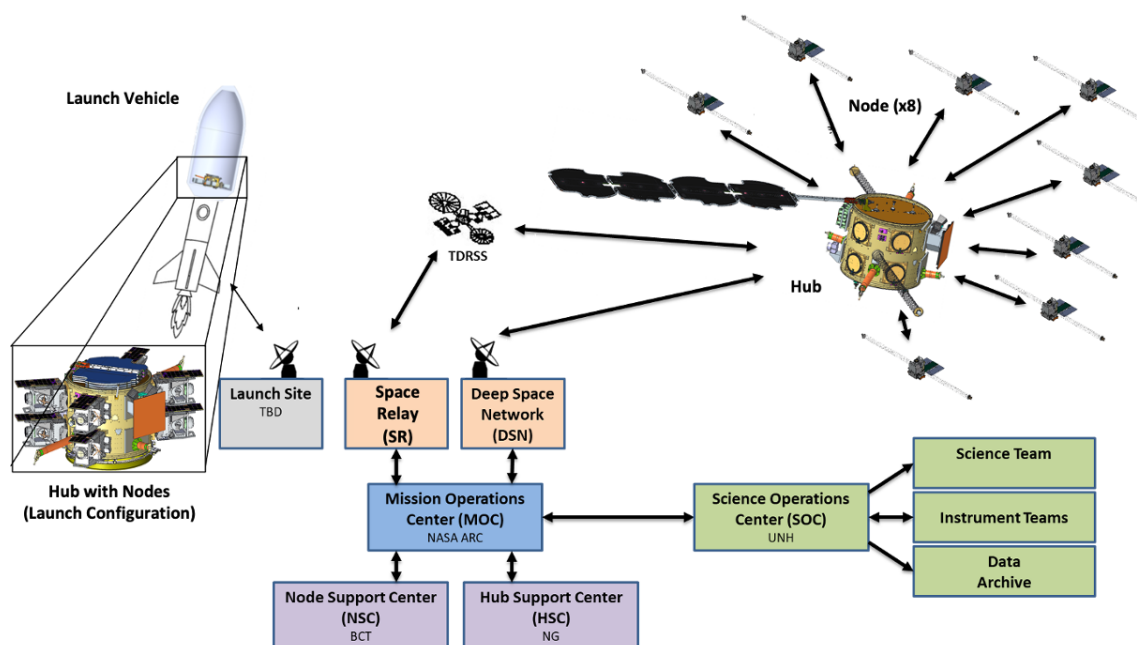 Launch Vehicle
Node (x8)
TDRSS
Hub
Launch Site
TBD
Space
Relay
(SR)
Deep Space
Network
(DSN)
Hub with Nodes
(Launch Configuration)
Mission Operations
Center (MOC)
NASA ARC
Science Operations
Center (SOC)
UNH
Science Team
Instrument Teams
Data
Archive
Node Support Center
(NSC)
BCT
Hub Support Center
(HSC)
NG